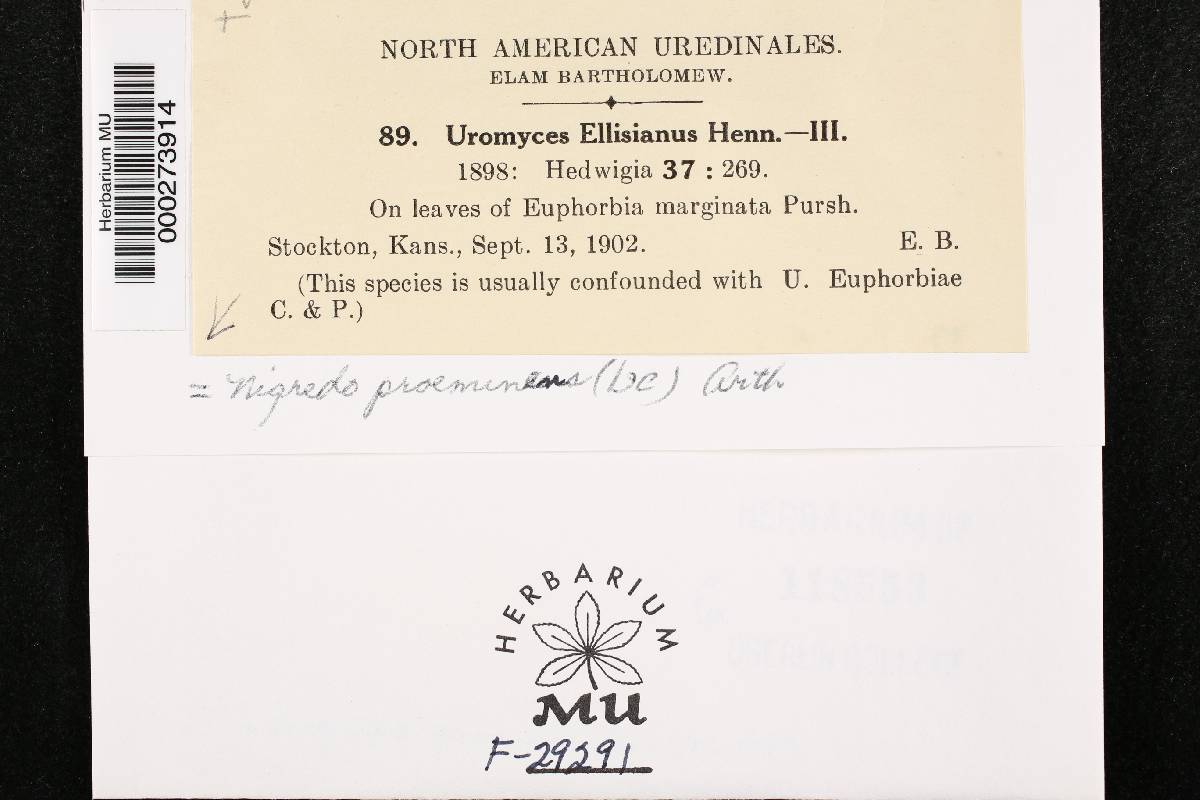 Herbarium MU
0000273914
NORTH AMERICAN UREDINALES.
ELAM BARTHOLOMEW.
89. Uromyces Ellisianus Henn.—III.
1898: Hedwigia 37 : 269.
On leaves of Euphorbia marginata Pursh.
Stockton, Kans., Sept. 13, 1902. E. B.
(This species is usually confounded with U. Euphorbiae
C. & P.)
= Nigredo proeminens (DC) Arth
HERBARIUM
MU
F-29291